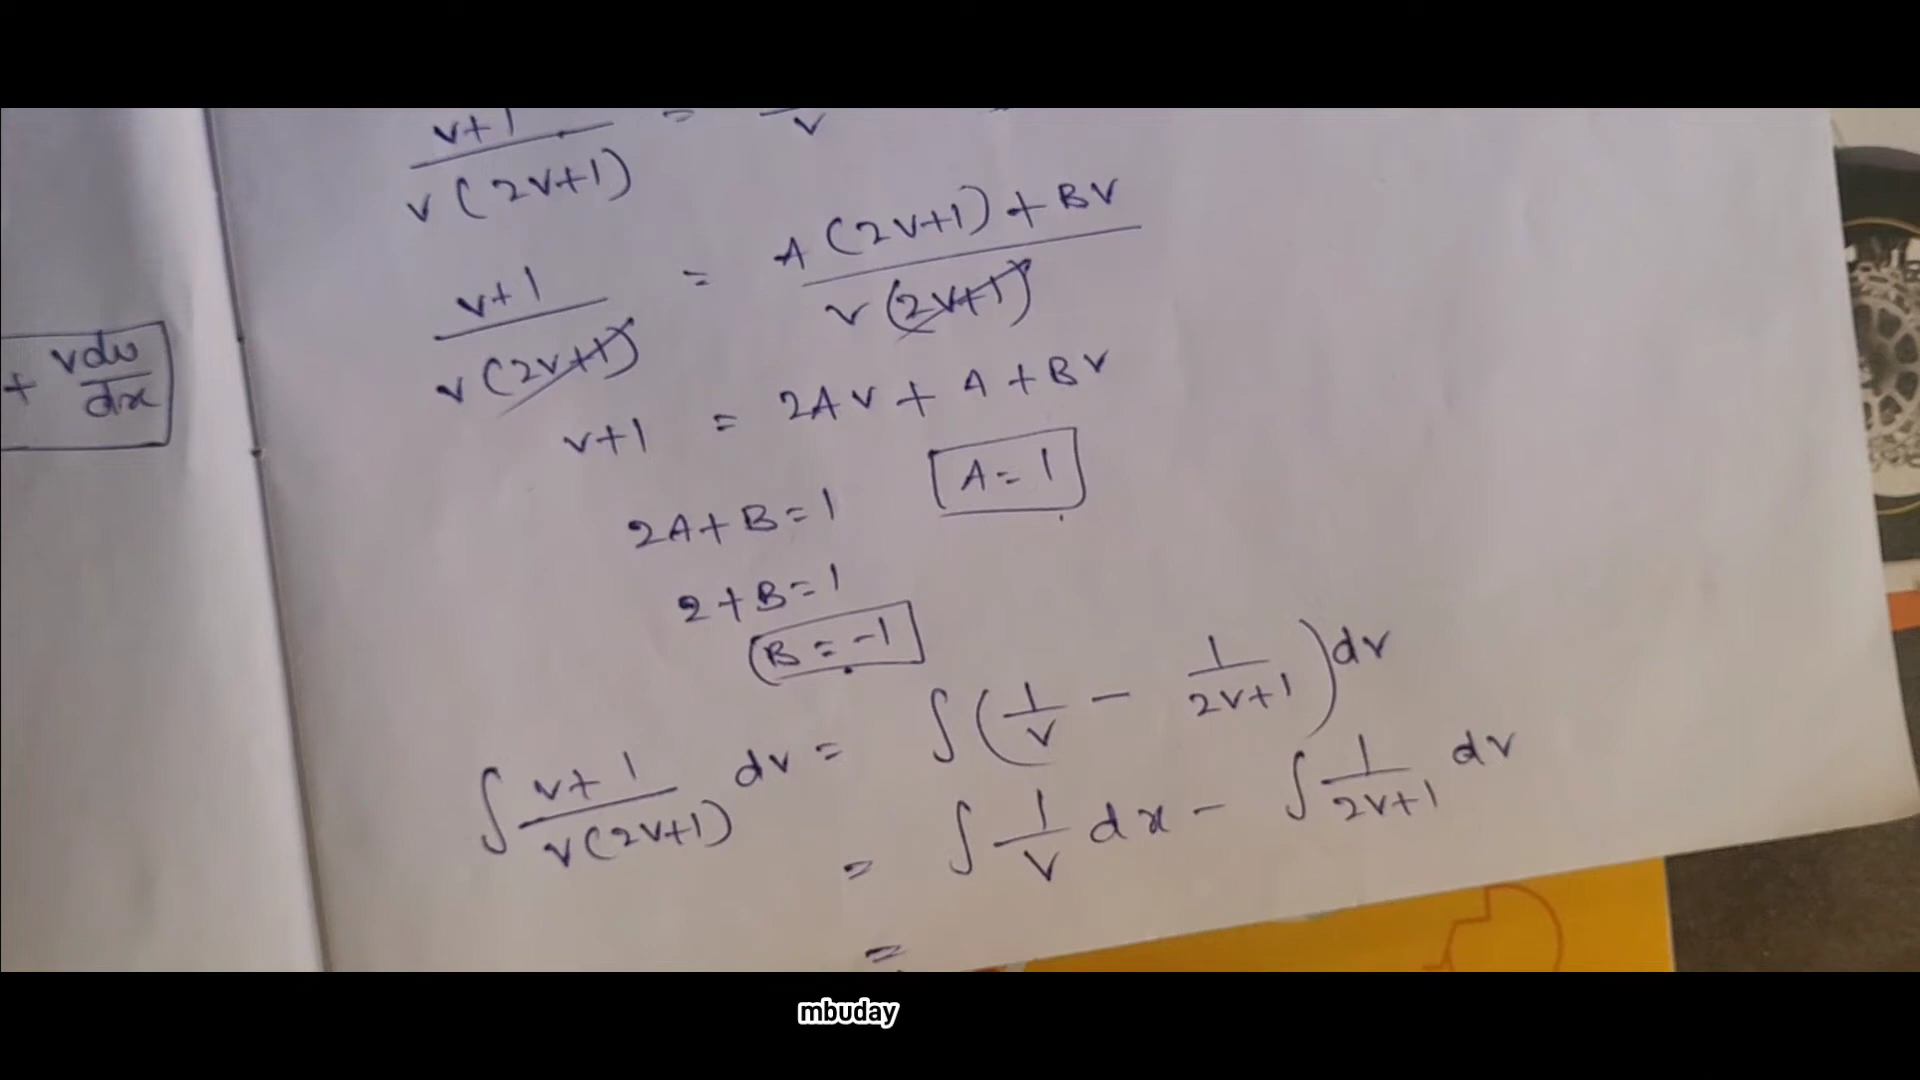 v+1/v(2v+1) = /v
v+1/v(2v+1) = A(2v+1)+Bv/v(2v+1)
+ vdv/dx
v+1 = 2Av + A + Bv
A = 1
2A+B=1
2+B=1
B = -1
∫ v+1/v(2v+1) dv = ∫(1/v - 1/2v+1)dv
= ∫ 1/v dx - ∫ 1/2v+1 dv
=
mbuday